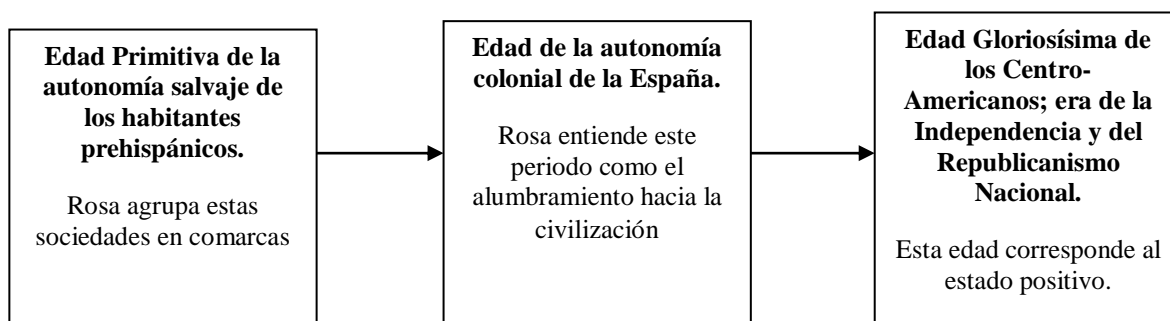 Edad Primitiva de la
autonomía salvaje de
los habitantes
prehispánicos.
Rosa agrupa estas
sociedades en comarcas
Edad de la autonomía
colonial de la España.
Rosa entiende este
periodo como el
alumbramiento hacia la
civilización
Edad Gloriosísima de
los Centro-
Americanos; era de la
Independencia y del
Republicanismo
Nacional.
Esta edad corresponde al
estado positivo.